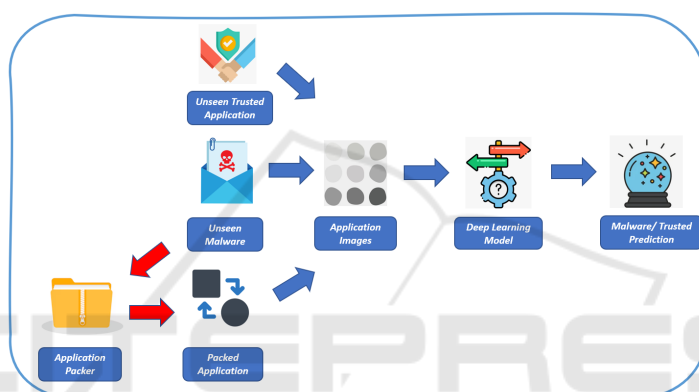 Unseen Trusted
Application
Unseen
Malware
Application
Images
Deep Learning
Model
Malware/ Trusted
Prediction
Application
Packer
Packed
Application
?